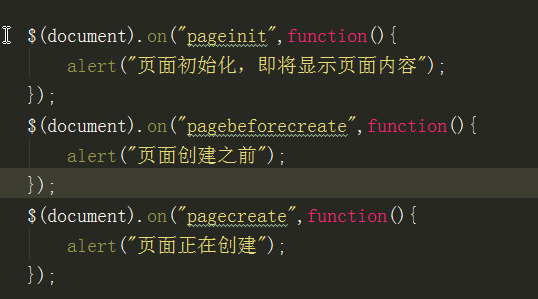 $(document).on("pageinit",function(){
alert("页面初始化，即将显示页面内容");
});
$(document).on("pagebeforecreate",function(){
alert("页面创建之前");
});
$(document).on("pagecreate",function(){
alert("页面正在创建");
});